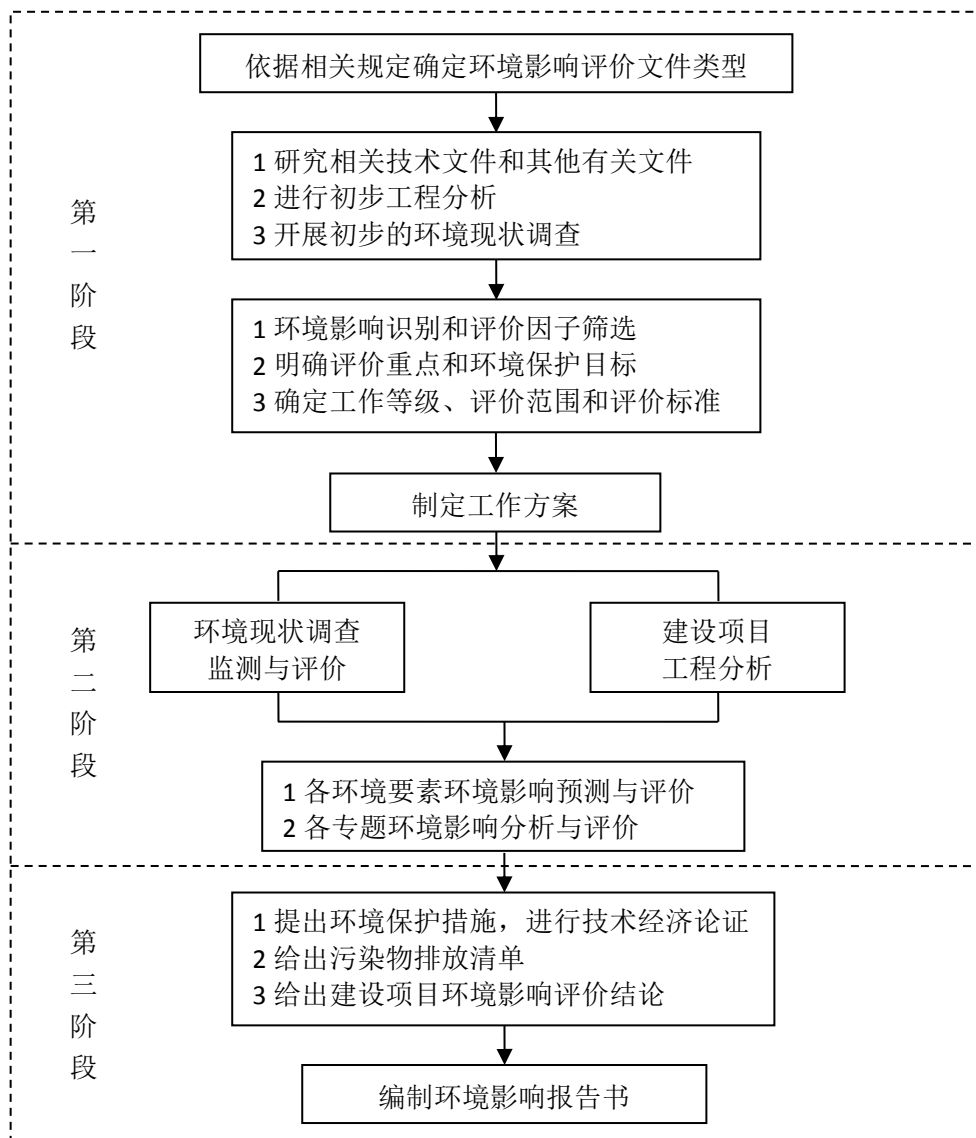 依据相关规定确定环境影响评价文件类型
1 研究相关技术文件和其他有关文件
2 进行初步工程分析
3 开展初步的环境现状调查
第一阶段
1 环境影响识别和评价因子筛选
2 明确评价重点和环境保护目标
3 确定工作等级、评价范围和评价标准
制定工作方案
第二阶段
环境现状调查
监测与评价
建设项目
工程分析
1 各环境要素环境影响预测与评价
2 各专题环境影响分析与评价
第三阶段
1 提出环境保护措施，进行技术经济论证
2 给出污染物排放清单
3 给出建设项目环境影响评价结论
编制环境影响报告书